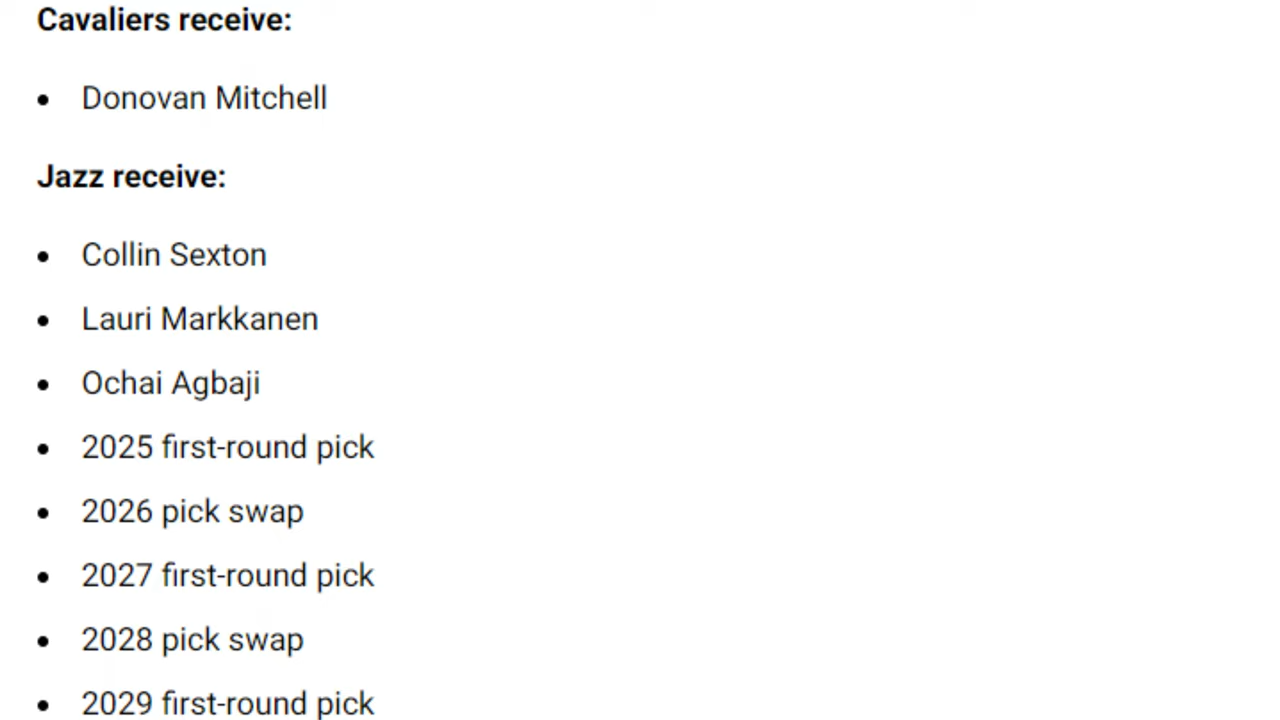 Cavaliers receive:
• Donovan Mitchell
Jazz receive:
• Collin Sexton
• Lauri Markkanen
• Ochai Agbaji
• 2025 first-round pick
• 2026 pick swap
• 2027 first-round pick
• 2028 pick swap
• 2029 first-round pick